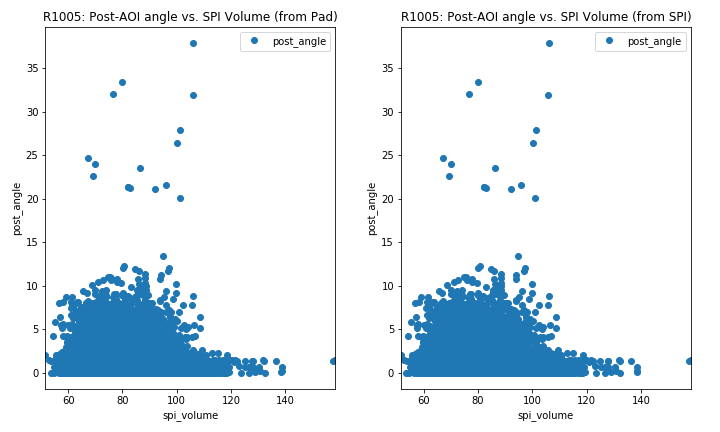 R1005: Post-AOI angle vs. SPI Volume (from Pad)
R1005: Post-AOI angle vs. SPI Volume (from SPI)
post_angle
post_angle
35
30
25
20
15
10
5
0
post_angle
60 80 100 120 140
spi_volume
35
30
25
20
15
10
5
0
post_angle
60 80 100 120 140
spi_volume